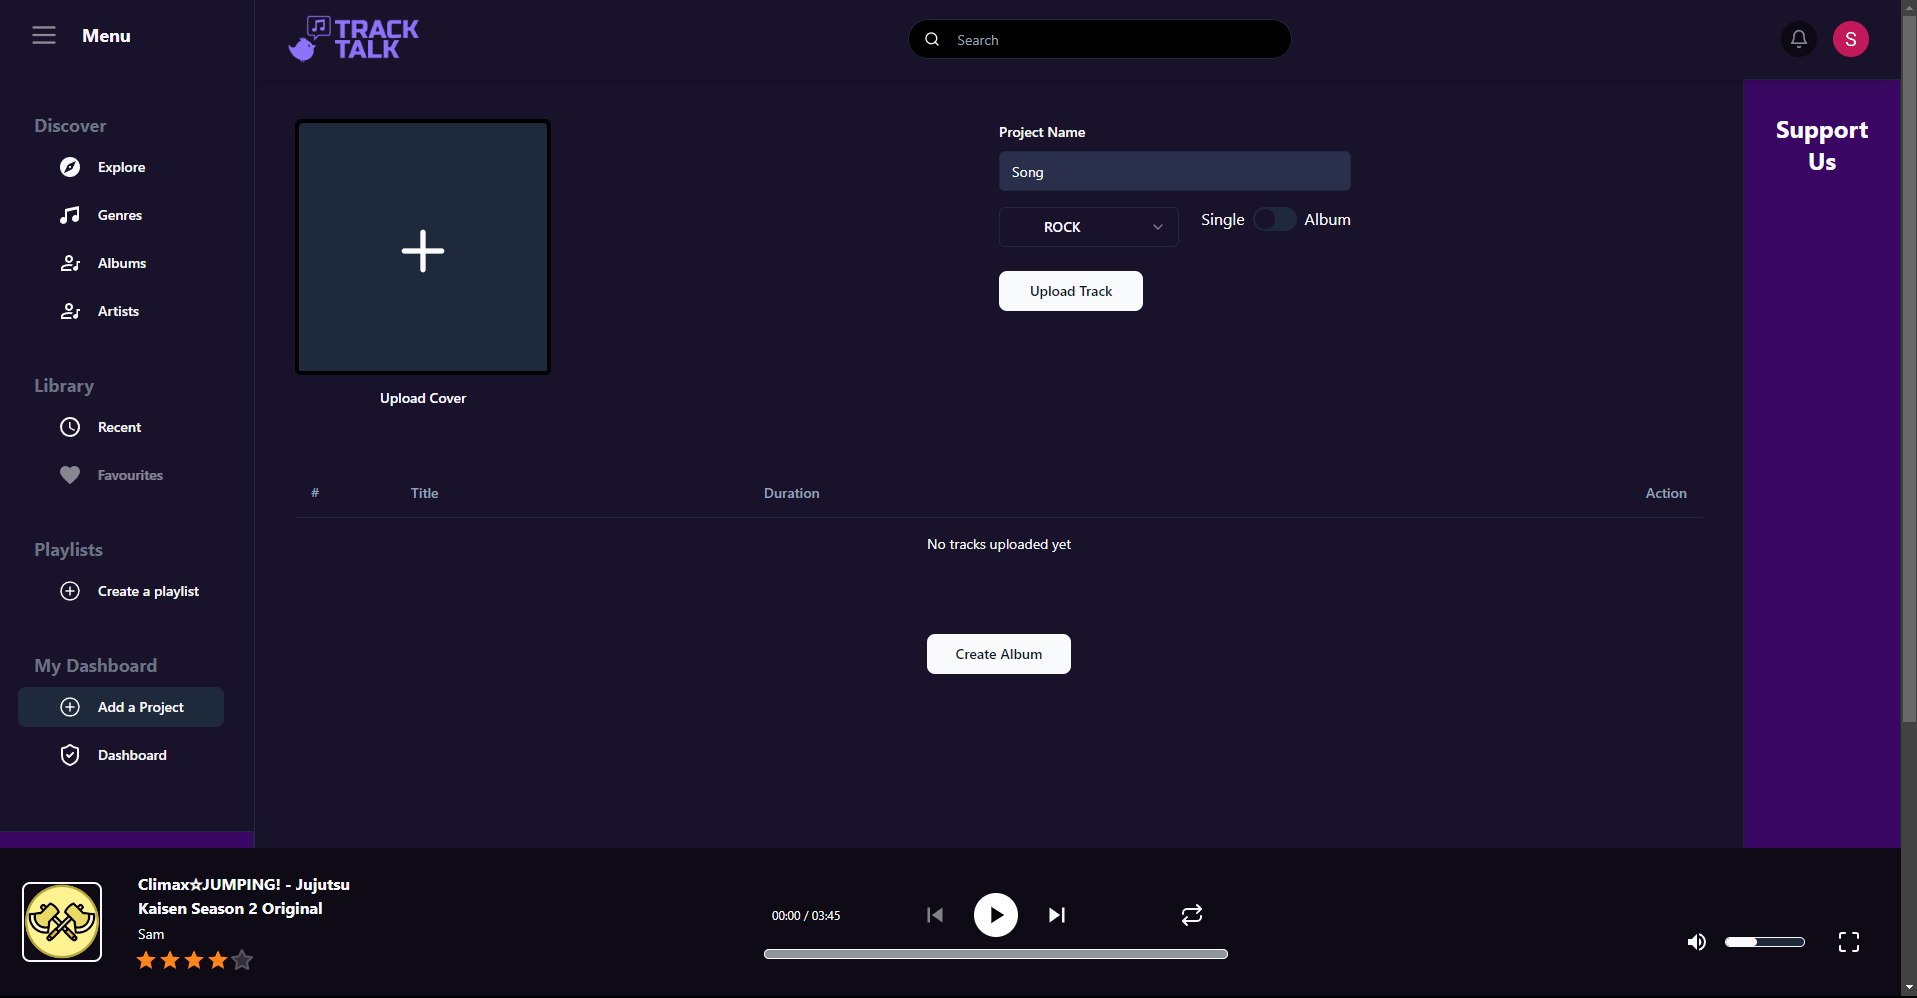 Menu
TRACK
TALK
Search
S
Discover
Explore
Genres
Albums
Artists
Library
Recent
Favourites
Playlists
Create a playlist
My Dashboard
Add a Project
Dashboard
Upload Cover
Project Name
Song
ROCK
Single
Album
Upload Track
Support
Us
# Title Duration Action
No tracks uploaded yet
Create Album
Climax☆JUMPING! - Jujutsu
Kaisen Season 2 Original
Sam
00:00 / 03:45